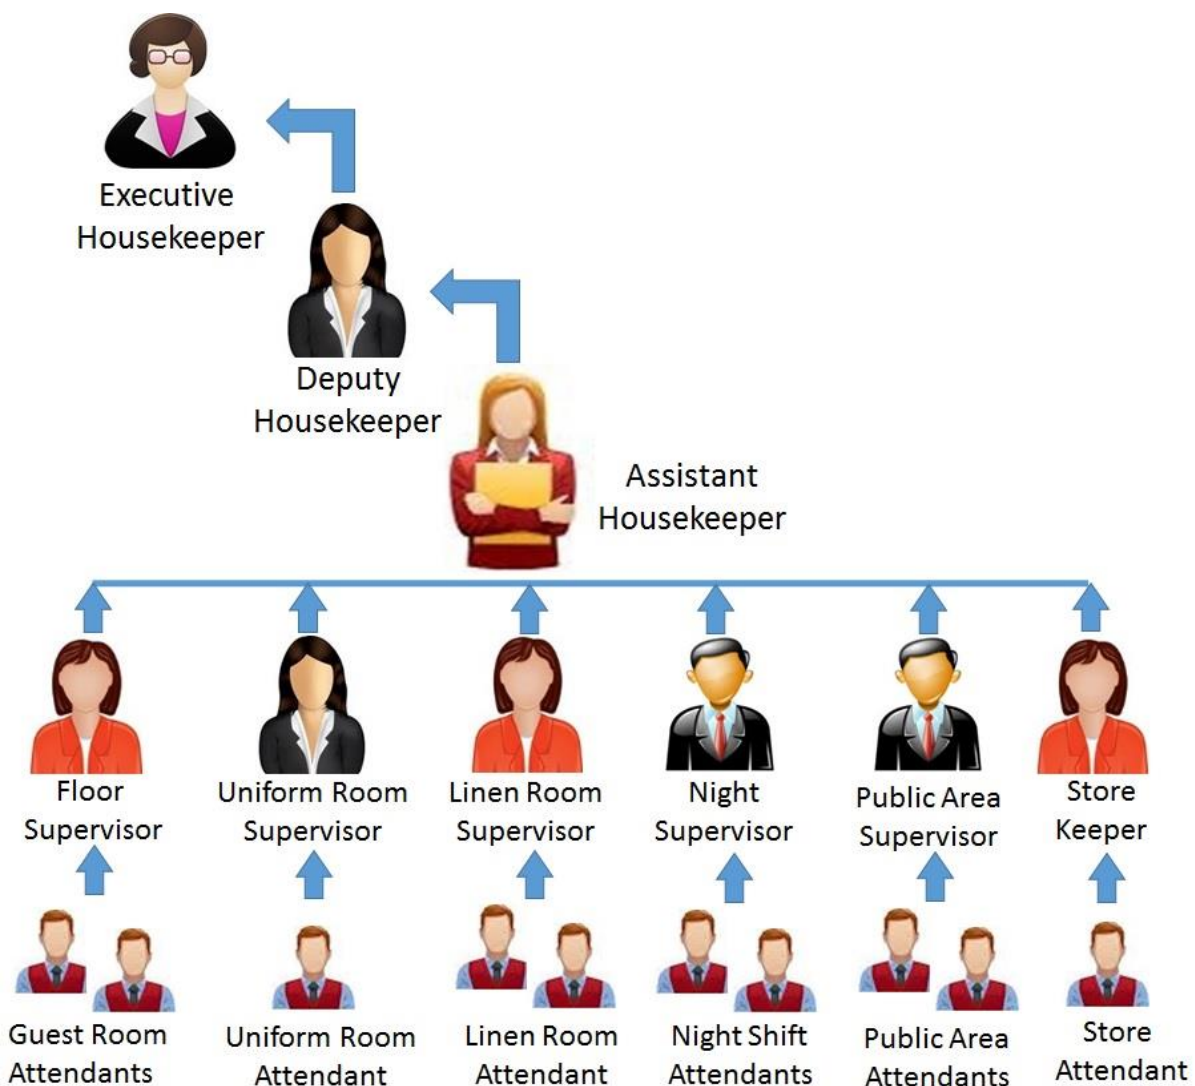 Executive
Housekeeper
Deputy
Housekeeper
Assistant
Housekeeper
Floor
Supervisor
Uniform Room
Supervisor
Linen Room
Supervisor
Night
Supervisor
Public Area
Supervisor
Store
Keeper
Guest Room
Attendants
Uniform Room
Attendant
Linen Room
Attendant
Night Shift
Attendants
Public Area
Attendants
Store
Attendant